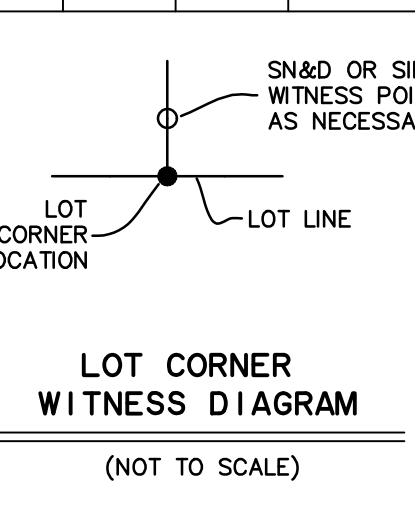 SN&D OR
WITNESS
AS
LOT
CORNER
LOT LINE
LOT CORNER
WITNESS DIAGRAM
(NOT TO SCALE)